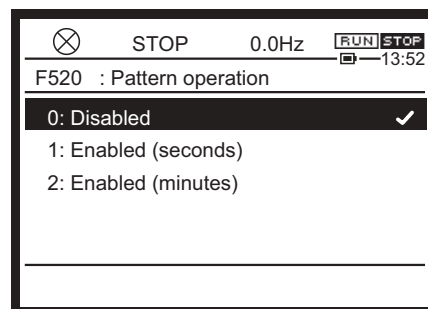 STOP 0.0Hz RUN STOP
13:52
F520 : Pattern operation
0: Disabled
1: Enabled (seconds)
2: Enabled (minutes)